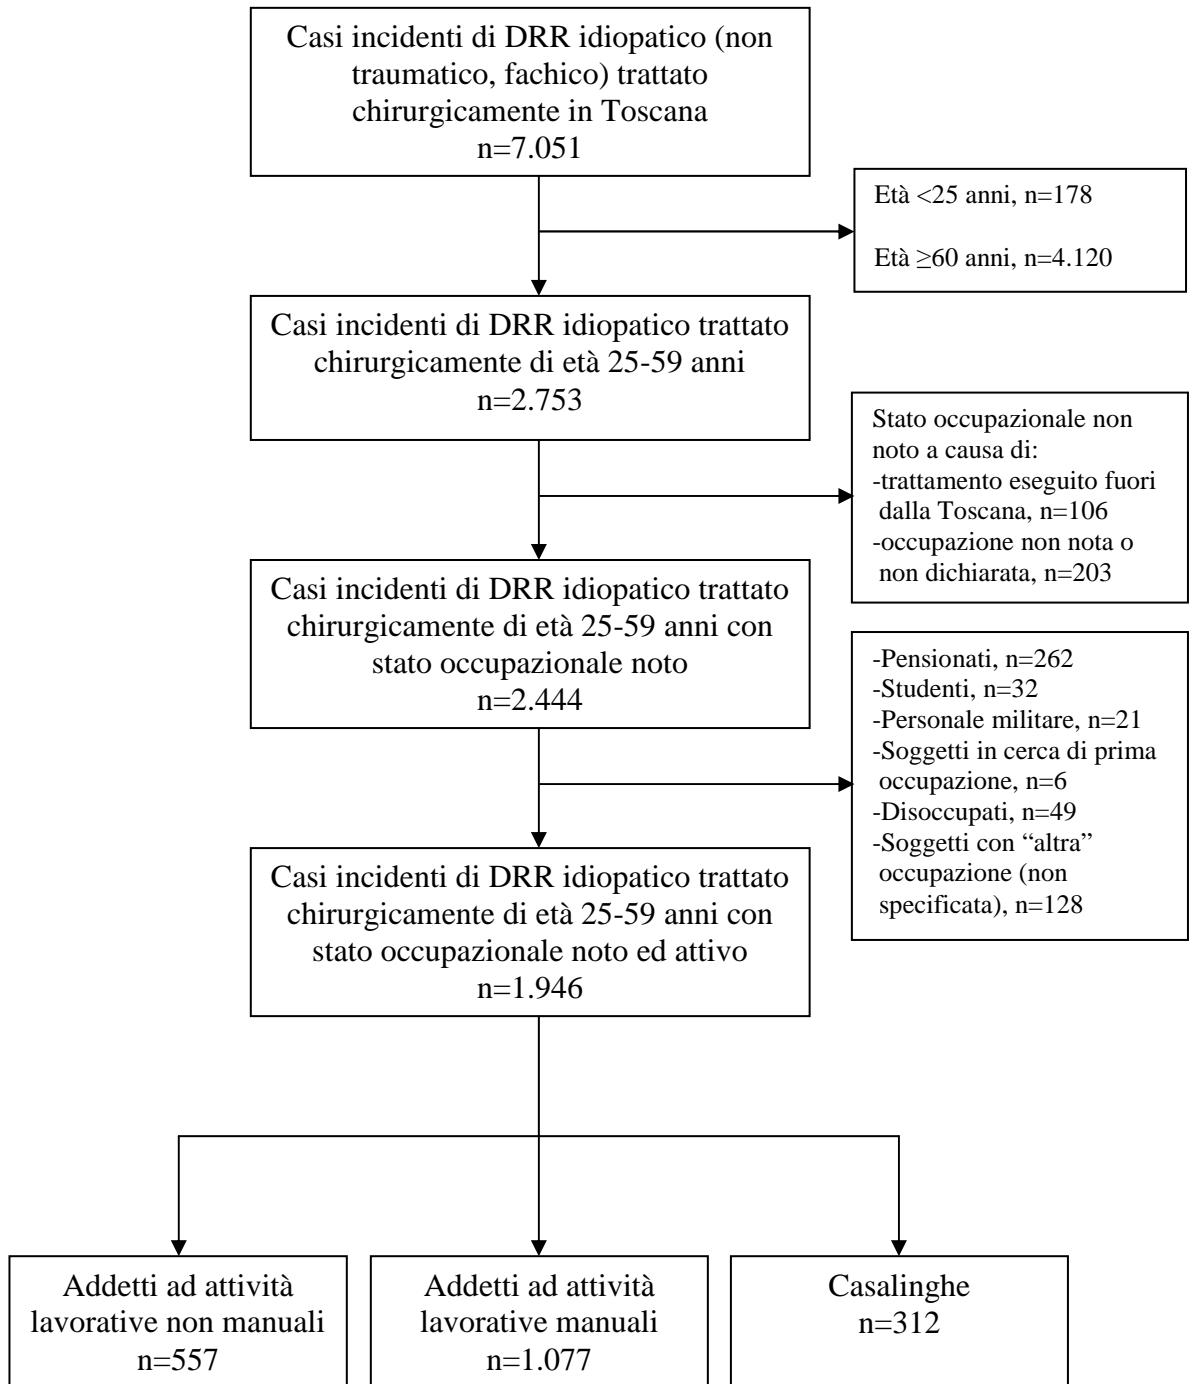 Casi incidenti di DRR idiopatico (non
traumatico, fachico) trattato
chirurgicamente in Toscana
n=7.051
Età <25 anni, n=178
Età ≥60 anni, n=4.120
Casi incidenti di DRR idiopatico trattato
chirurgicamente di età 25-59 anni
n=2.753
Stato occupazionale non
noto a causa di:
-trattamento eseguito fuori
dalla Toscana, n=106
-occupazione non nota o
non dichiarata, n=203
Casi incidenti di DRR idiopatico trattato
chirurgicamente di età 25-59 anni con
stato occupazionale noto
n=2.444
-Pensionati, n=262
-Studenti, n=32
-Personale militare, n=21
-Soggetti in cerca di prima
occupazione, n=6
-Disoccupati, n=49
-Soggetti con “altra”
occupazione (non
specificata), n=128
Casi incidenti di DRR idiopatico trattato
chirurgicamente di età 25-59 anni con
stato occupazionale noto ed attivo
n=1.946
Addetti ad attività
lavorative non manuali
n=557
Addetti ad attività
lavorative manuali
n=1.077
Casalinghe
n=312